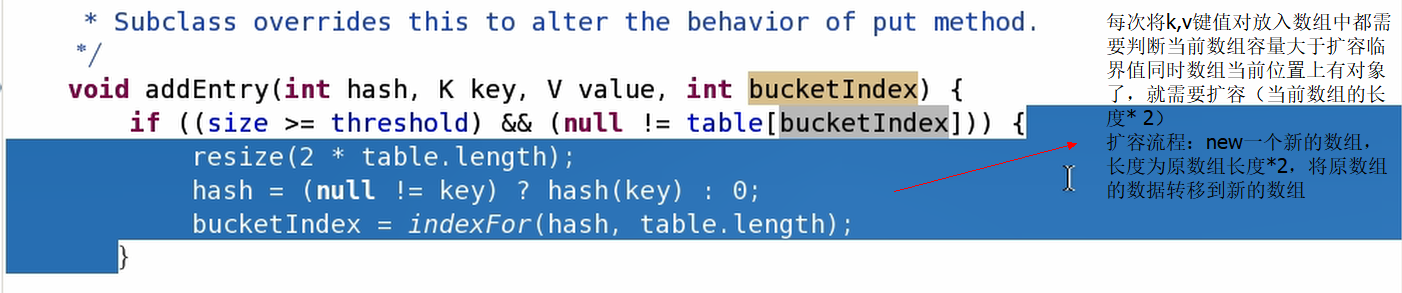 * Subclass overrides this to alter the behavior of put method.
*/
void addEntry(int hash, K key, V value, int bucketIndex) {
if ((size >= threshold) && (null != table[bucketIndex])) {
resize(2 * table.length);
hash = (null != key) ? hash(key) : 0;
bucketIndex = indexFor(hash, table.length);
}
每次将k,v键值对放入数组中都需
要判断当前数组容量大于扩容临
界值同时数组当前位置上有对象
了，就需要扩容（当前数组的长
度* 2）
扩容流程：new一个新的数组，
长度为原数组长度*2，将原数组
的数据转移到新的数组